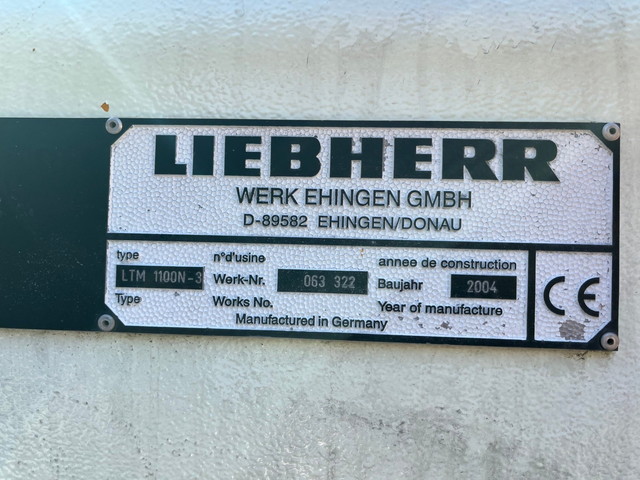 LIEBHERR
WERK EHINGEN GMBH
D-89582 EHINGEN/DONAU
type n°d'usine annee de construction
LTM 1100N-3 Werk-Nr. 063 322 Baujahr 2004
Type Works No. Year of manufacture
Manufactured in Germany
CE